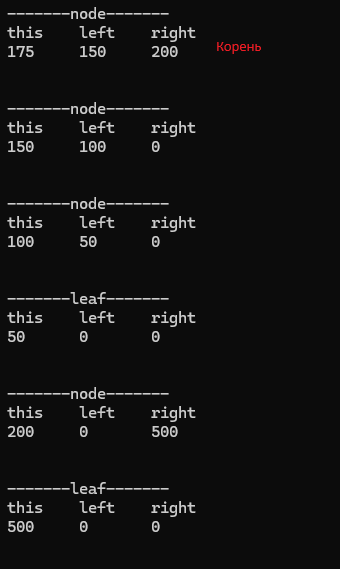 -------node-------
this left right
175 150 200 Корень
-------node-------
this left right
150 100 0
-------node-------
this left right
100 50 0
-------leaf-------
this left right
50 0 0
-------node-------
this left right
200 0 500
-------leaf-------
this left right
500 0 0